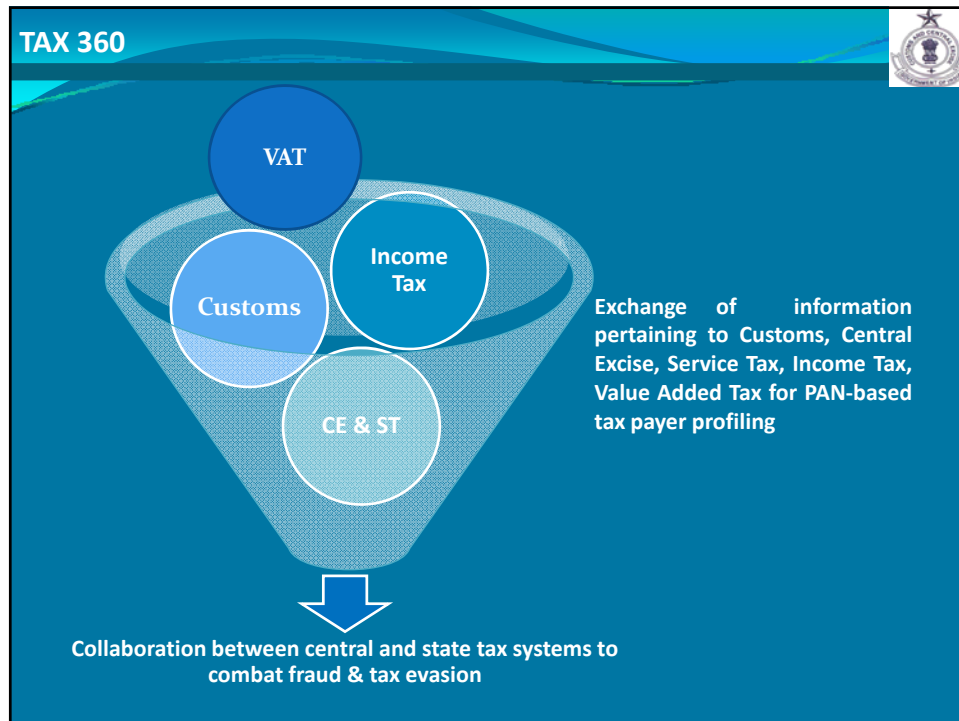 TAX 360
VAT
Income
Tax
Customs
CE & ST
Exchange of information
pertaining to Customs, Central
Excise, Service Tax, Income Tax,
Value Added Tax for PAN-based
tax payer profiling
Collaboration between central and state tax systems to
combat fraud & tax evasion